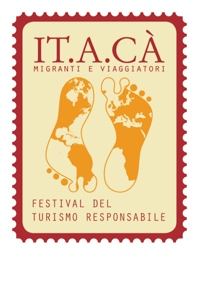 IT.A.CÀ
MIGRANTI E VIAGGIATORI
FESTIVAL DEL
TURISMO RESPONSABILE